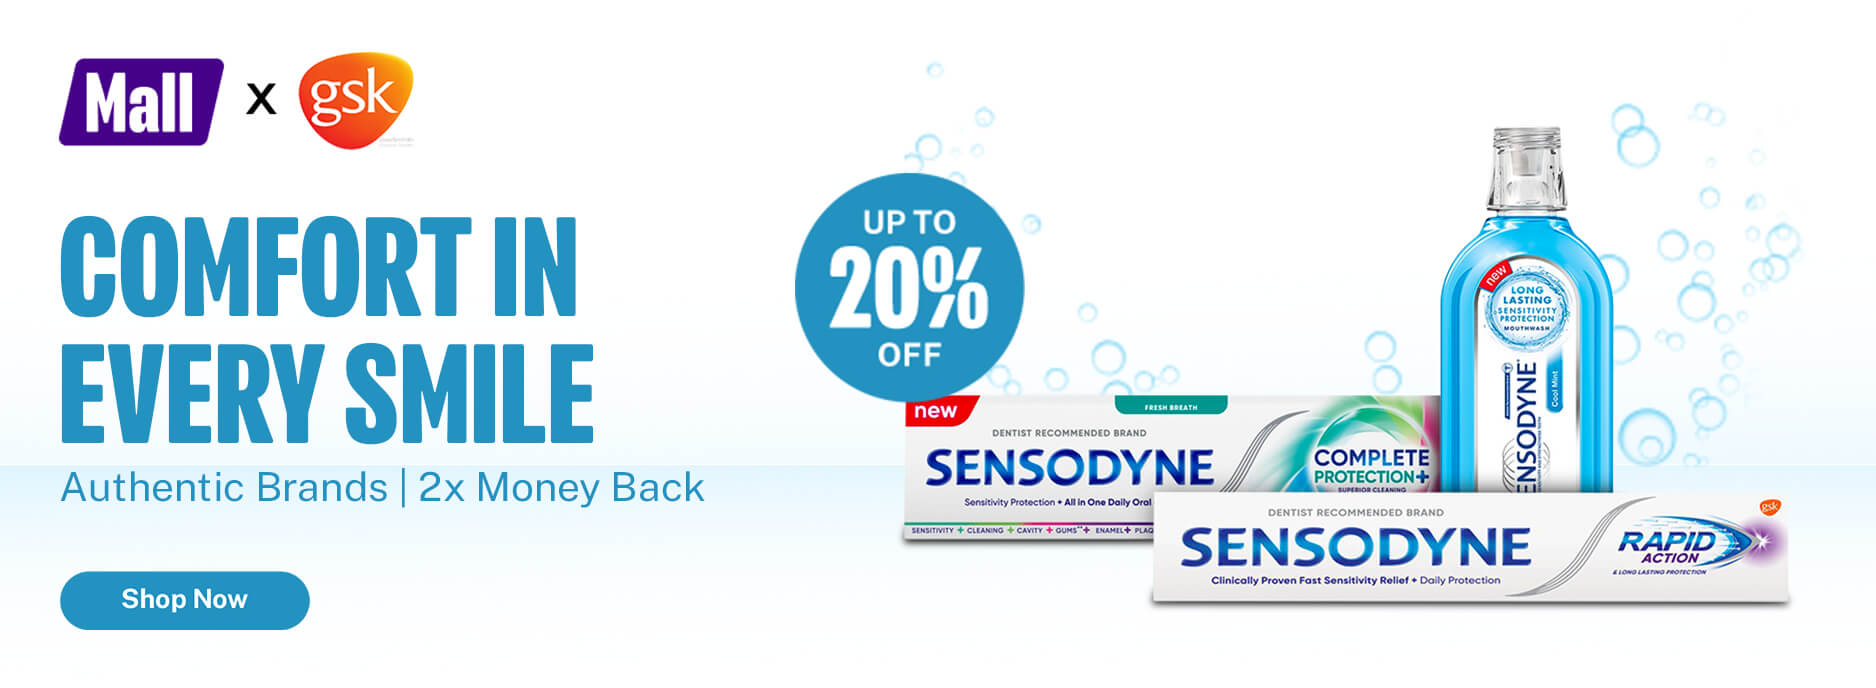 Mall x gsk
COMFORT IN
EVERY SMILE
Authentic Brands | 2x Money Back
Shop Now
UP TO
20%
OFF
new
FRESH BREATH
DENTIST RECOMMENDED BRAND
SENSODYNE
Sensitivity Protection + All in One Daily Oral
SENSITIVITY + CLEANING + CAVITY + GUMS**+ ENAMEL+ PLAQ
COMPLETE
PROTECTION+
SUPERIOR CLEANING
new
LONG
LASTING
SENSITIVITY
PROTECTION
MOUTHWASH
ENSODYNE
Cool Mint
DENTIST RECOMMENDED BRAND
SENSODYNE
Clinically Proven Fast Sensitivity Relief + Daily Protection
RAPID
ACTION
& LONG LASTING PROTECTION
gsk